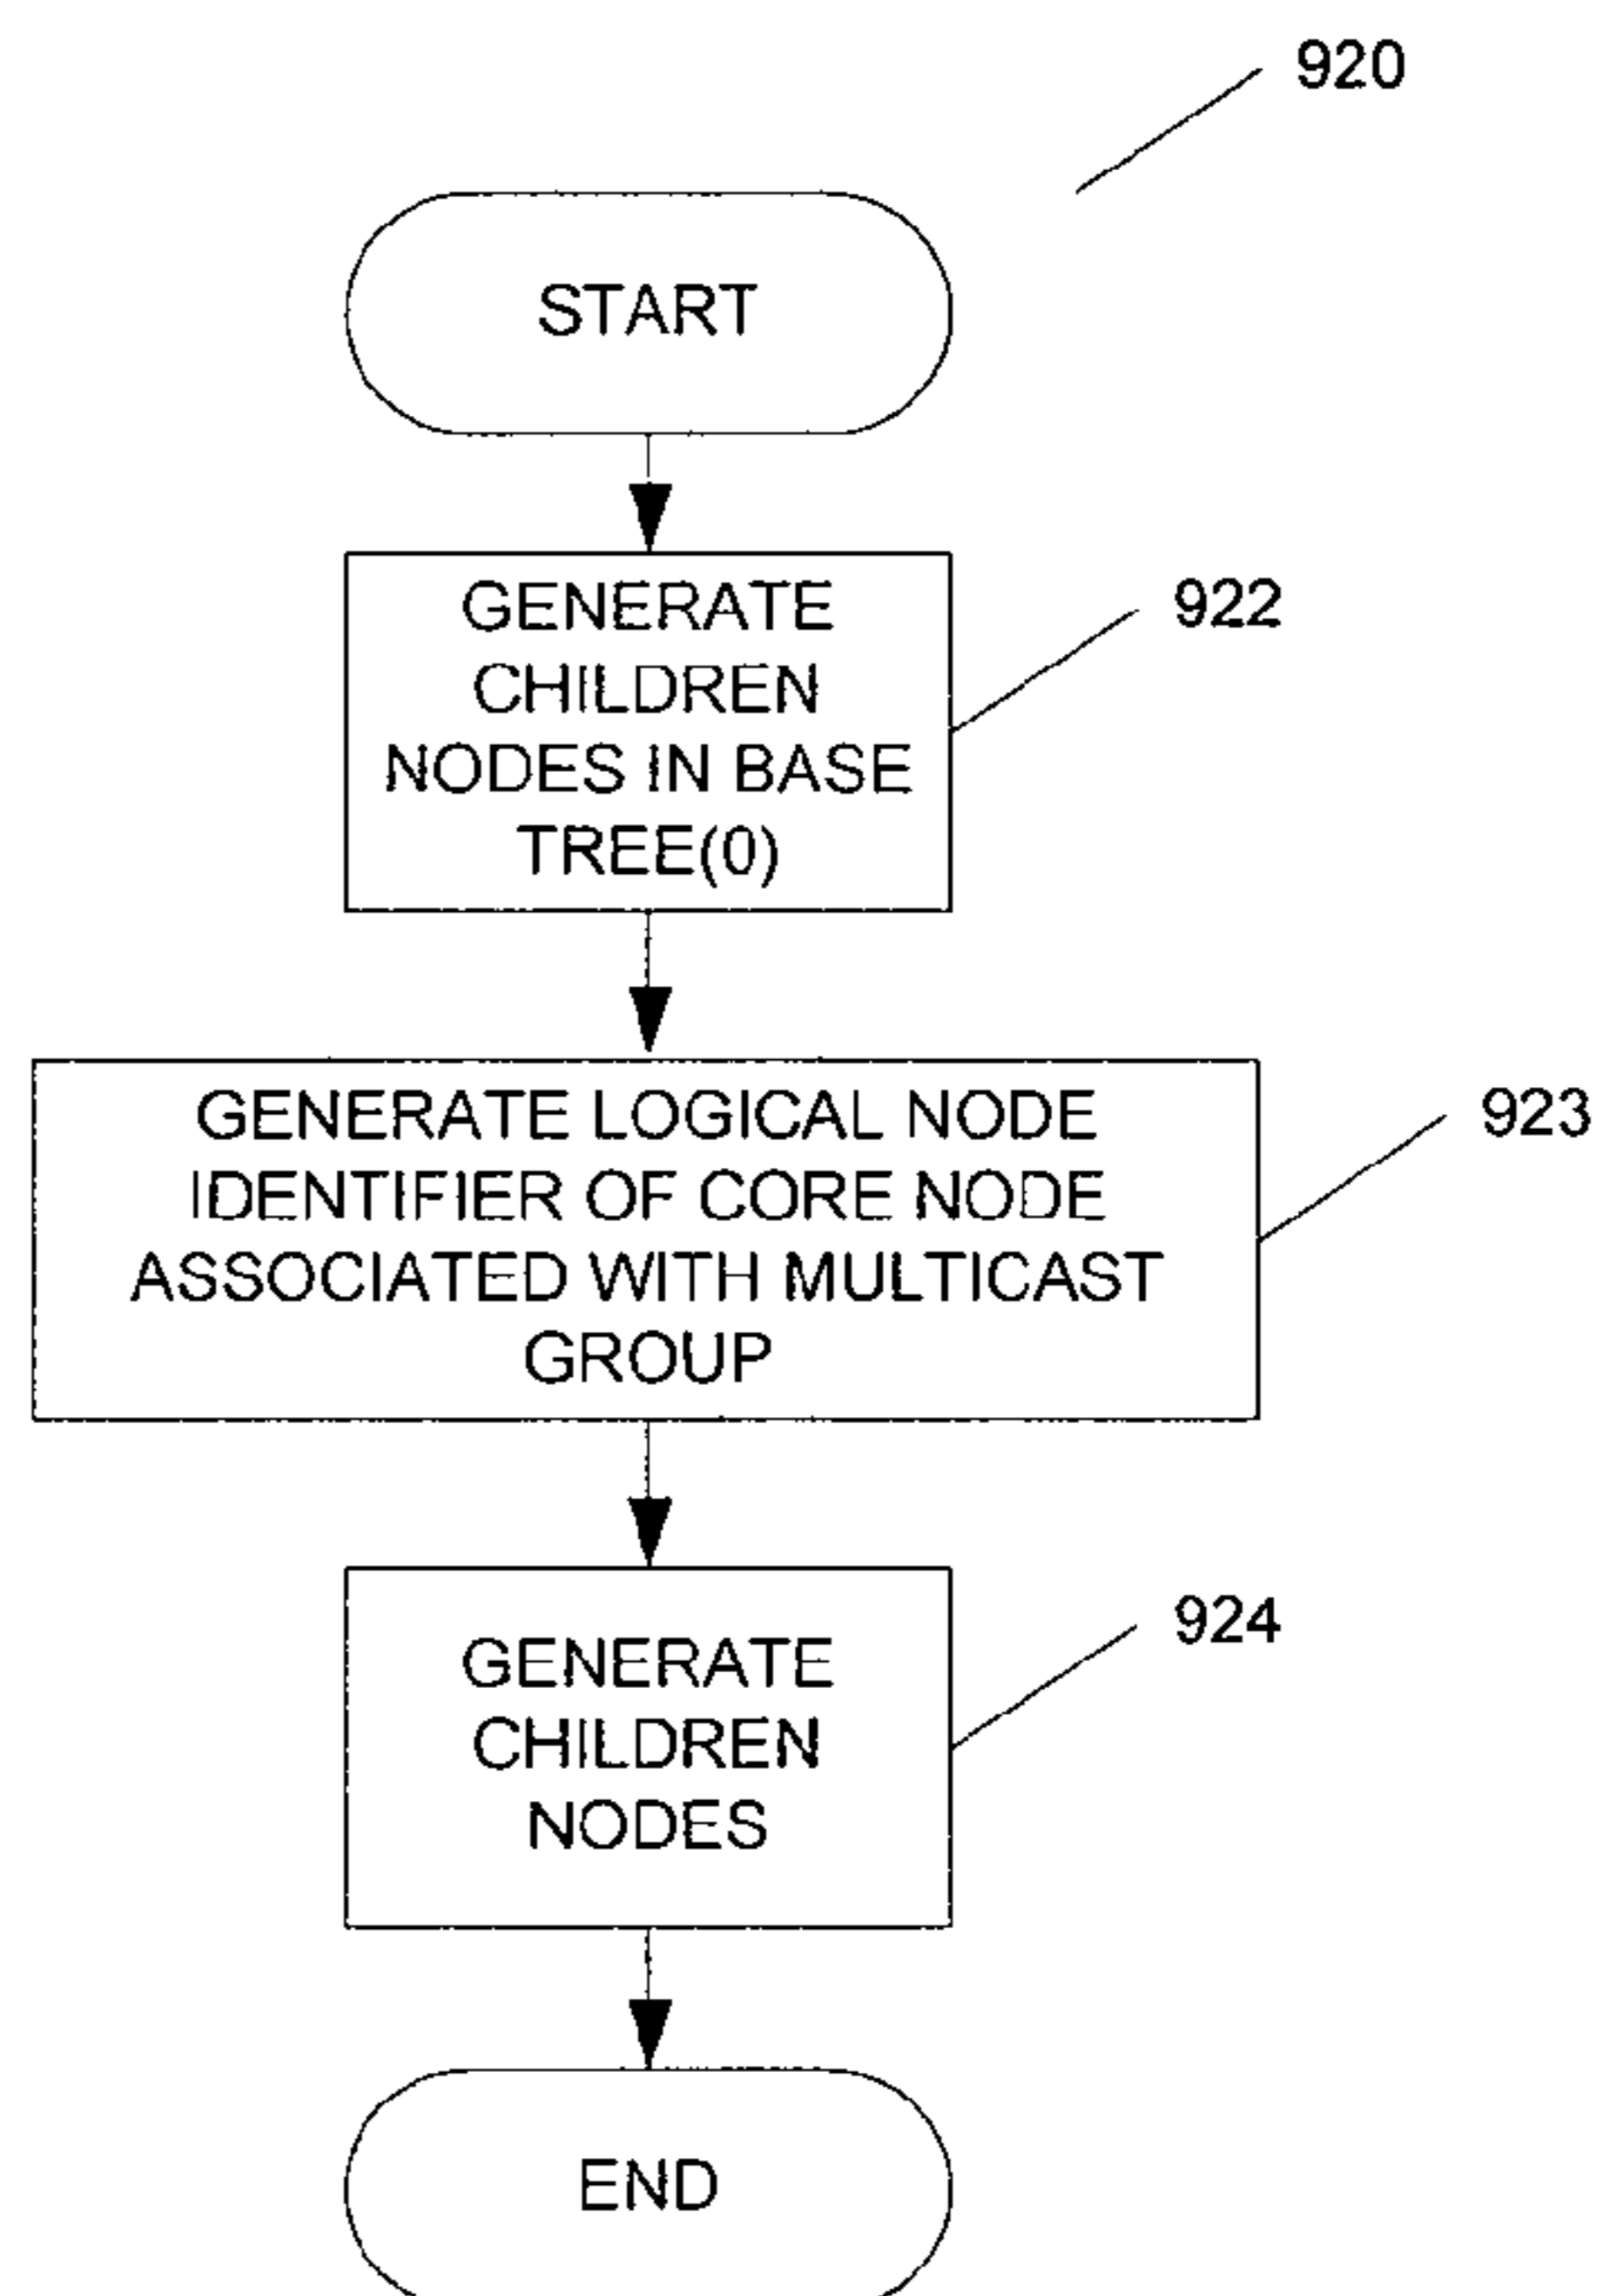 920
START
GENERATE
CHILDREN
NODES IN BASE
TREE(0)
922
GENERATE LOGICAL NODE
IDENTIFIER OF CORE NODE
ASSOCIATED WITH MULTICAST
GROUP
923
GENERATE
CHILDREN
NODES
924
END